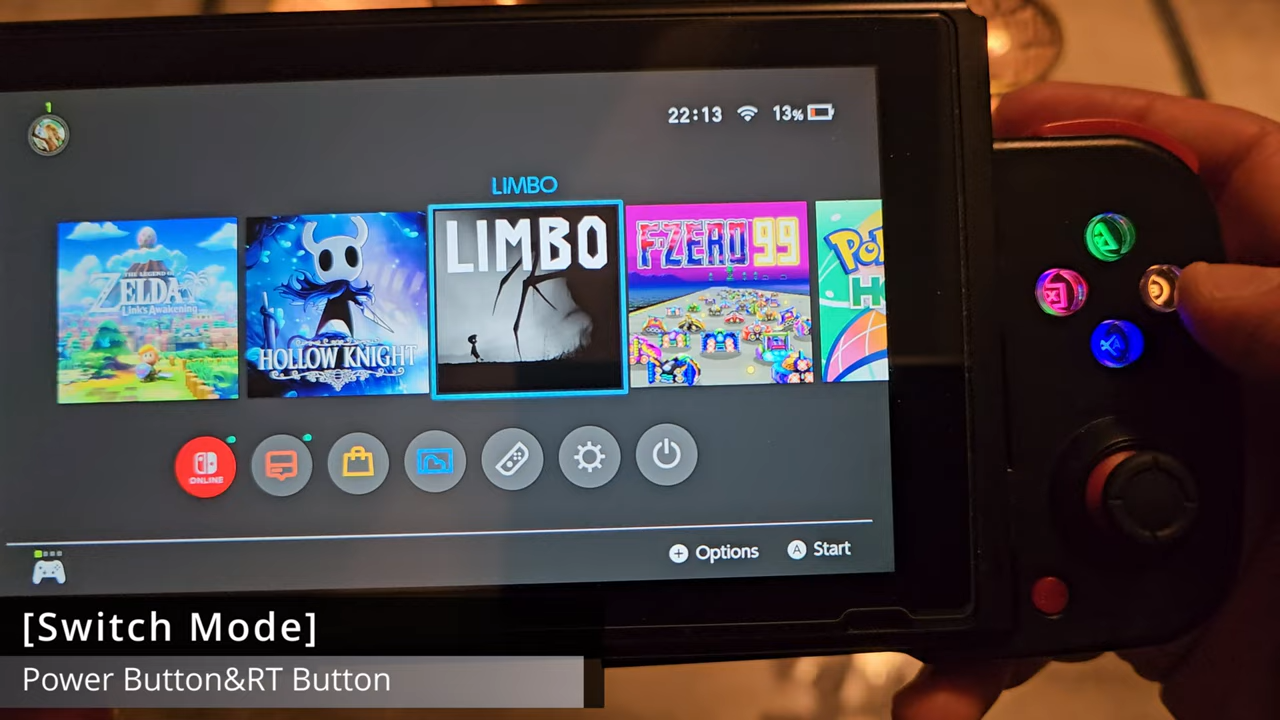 1
22:13 13%
LIMBO
THE LEGEND OF
ZELDA
Link's Awakening
HOLLOW KNIGHT
LIMBO
F-ZERO 99
ONLINE
+ Options A Start
[Switch Mode]
Power Button&RT Button